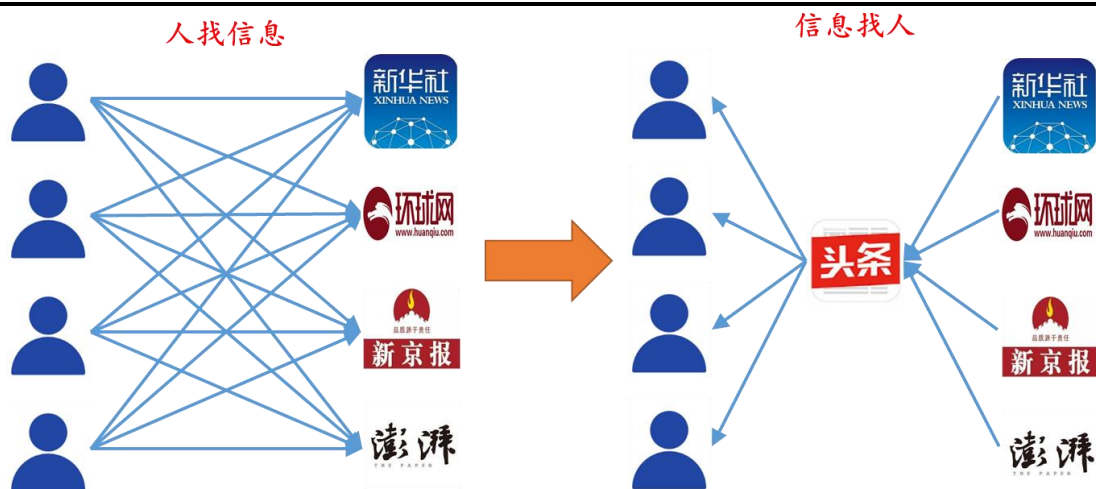 人找信息
信息找人
新华社
XINHUA NEWS
环球网
www.huanqiu.com
品质源于责任
新京报
澎湃
THE PAPER
头条
新华社
XINHUA NEWS
环球网
www.huanqiu.com
品质源于责任
新京报
澎湃
THE PAPER